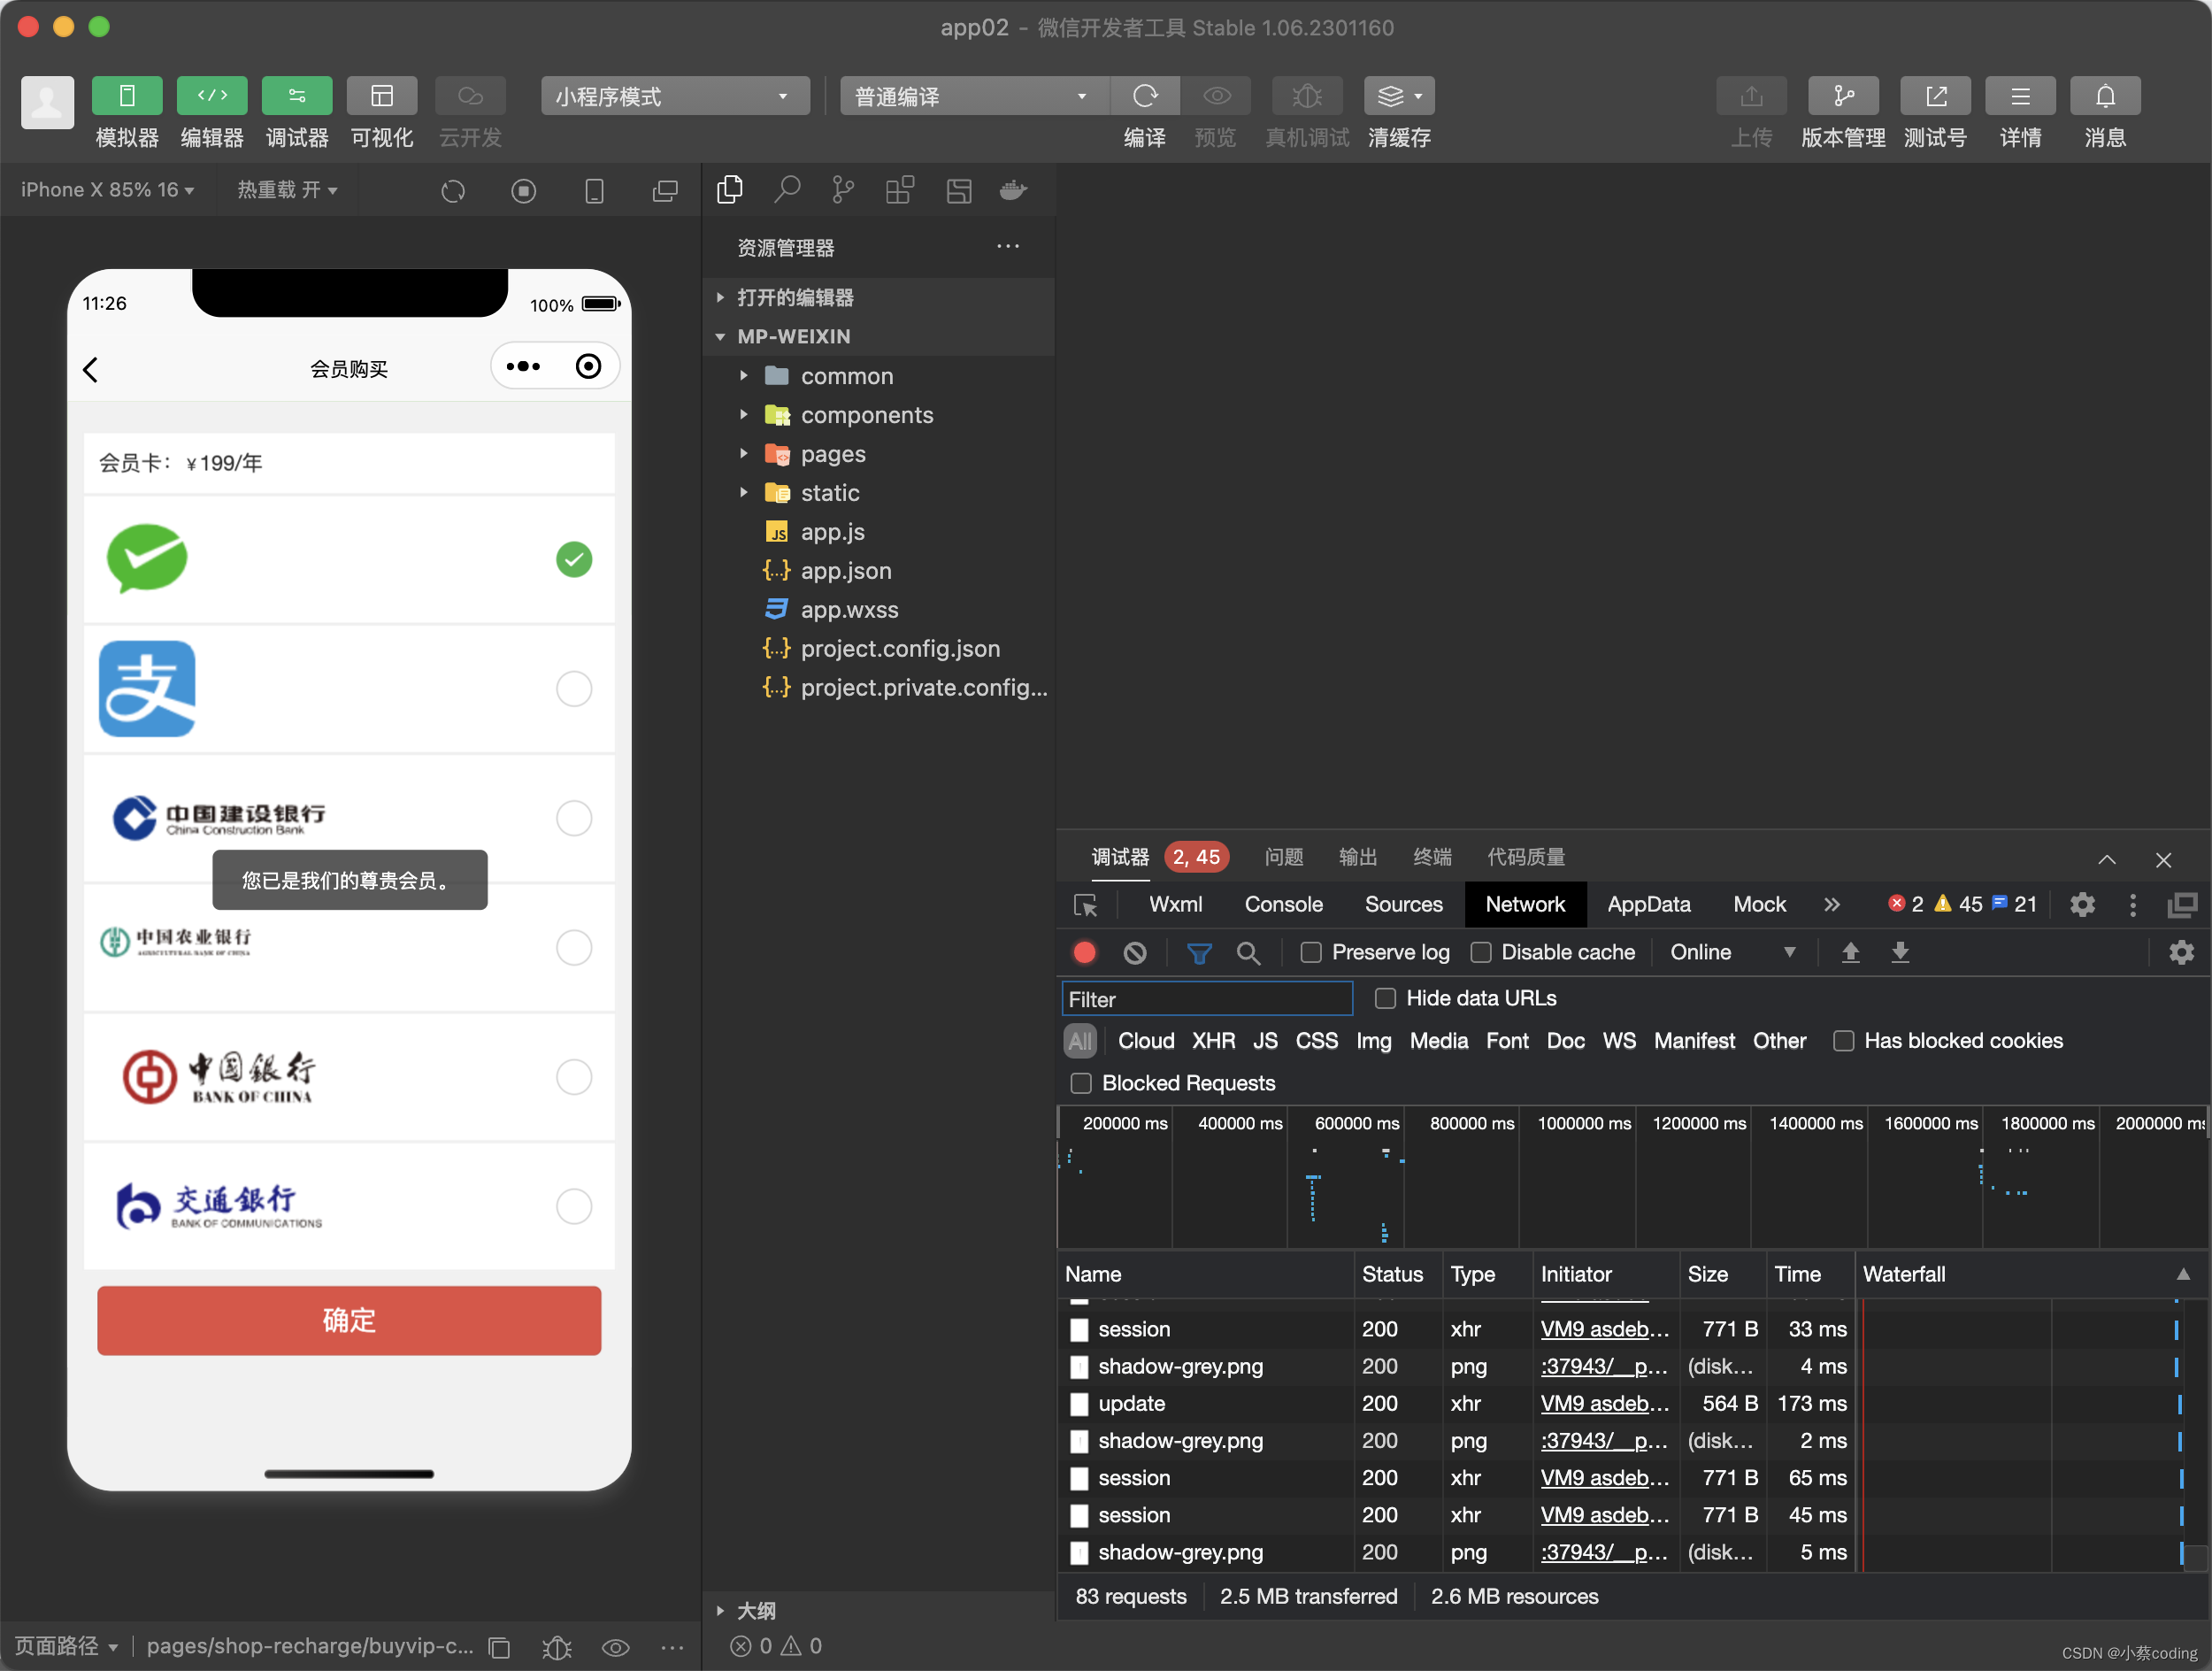 app02 – 微信开发者工具 Stable 1.06.2301160
模拟器 编辑器 调试器 可视化 云开发
小程序模式 普通编译
编译 预览 真机调试 清缓存
上传 版本管理 测试号 详情 消息
iPhone X 85% 16 热重载 开
11:26
100%
会员购买
会员卡：¥199/年
支
中国建设银行
China Construction Bank
您已是我们的尊贵会员。
中国农业银行
AGRICULTURAL BANK OF CHINA
中国銀行
BANK OF CHINA
交通銀行
BANK OF COMMUNICATIONS
确定
页面路径 pages/shop-recharge/buyvip-c...
资源管理器
打开的编辑器
MP-WEIXIN
common
components
pages
static
JS app.js
{..} app.json
app.wxss
{..} project.config.json
{..} project.private.config...
大纲
0 0
调试器 2, 45 问题 输出 终端 代码质量
Wxml Console Sources Network AppData Mock » 2 45 21
Preserve log Disable cache Online
Filter Hide data URLs
All Cloud XHR JS CSS Img Media Font Doc WS Manifest Other Has blocked cookies
Blocked Requests
200000 ms 400000 ms 600000 ms 800000 ms 1000000 ms 1200000 ms 1400000 ms 1600000 ms 1800000 ms 2000000 ms
Name Status Type Initiator Size Time Waterfall
session 200 xhr VM9 asdeb... 771 B 33 ms
shadow-grey.png 200 png :37943/__p... (disk... 4 ms
update 200 xhr VM9 asdeb... 564 B 173 ms
shadow-grey.png 200 png :37943/__p... (disk... 2 ms
session 200 xhr VM9 asdeb... 771 B 65 ms
session 200 xhr VM9 asdeb... 771 B 45 ms
shadow-grey.png 200 png :37943/__p... (disk... 5 ms
83 requests 2.5 MB transferred 2.6 MB resources
CSDN @小蔡coding